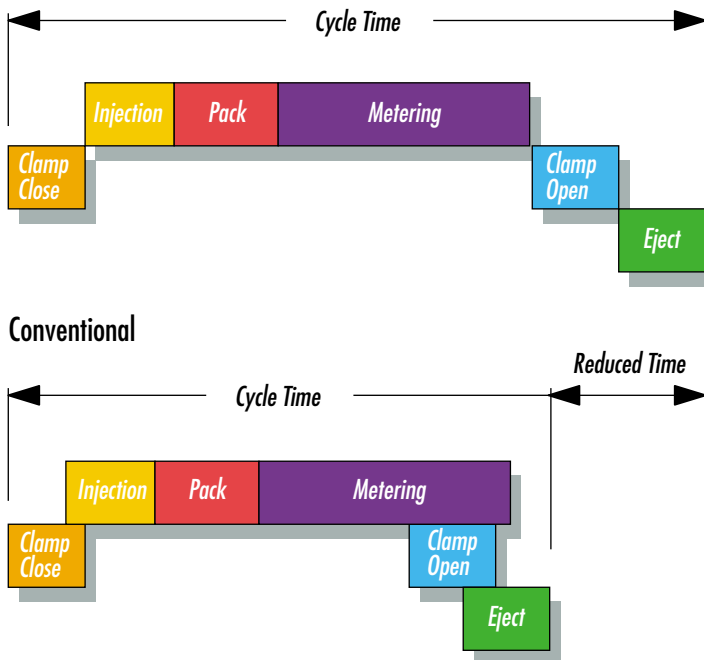 Cycle Time
Injection
Pack
Metering
Clamp
Close
Clamp
Open
Eject
Conventional
Reduced Time
Cycle Time
Injection
Pack
Metering
Clamp
Close
Clamp
Open
Eject